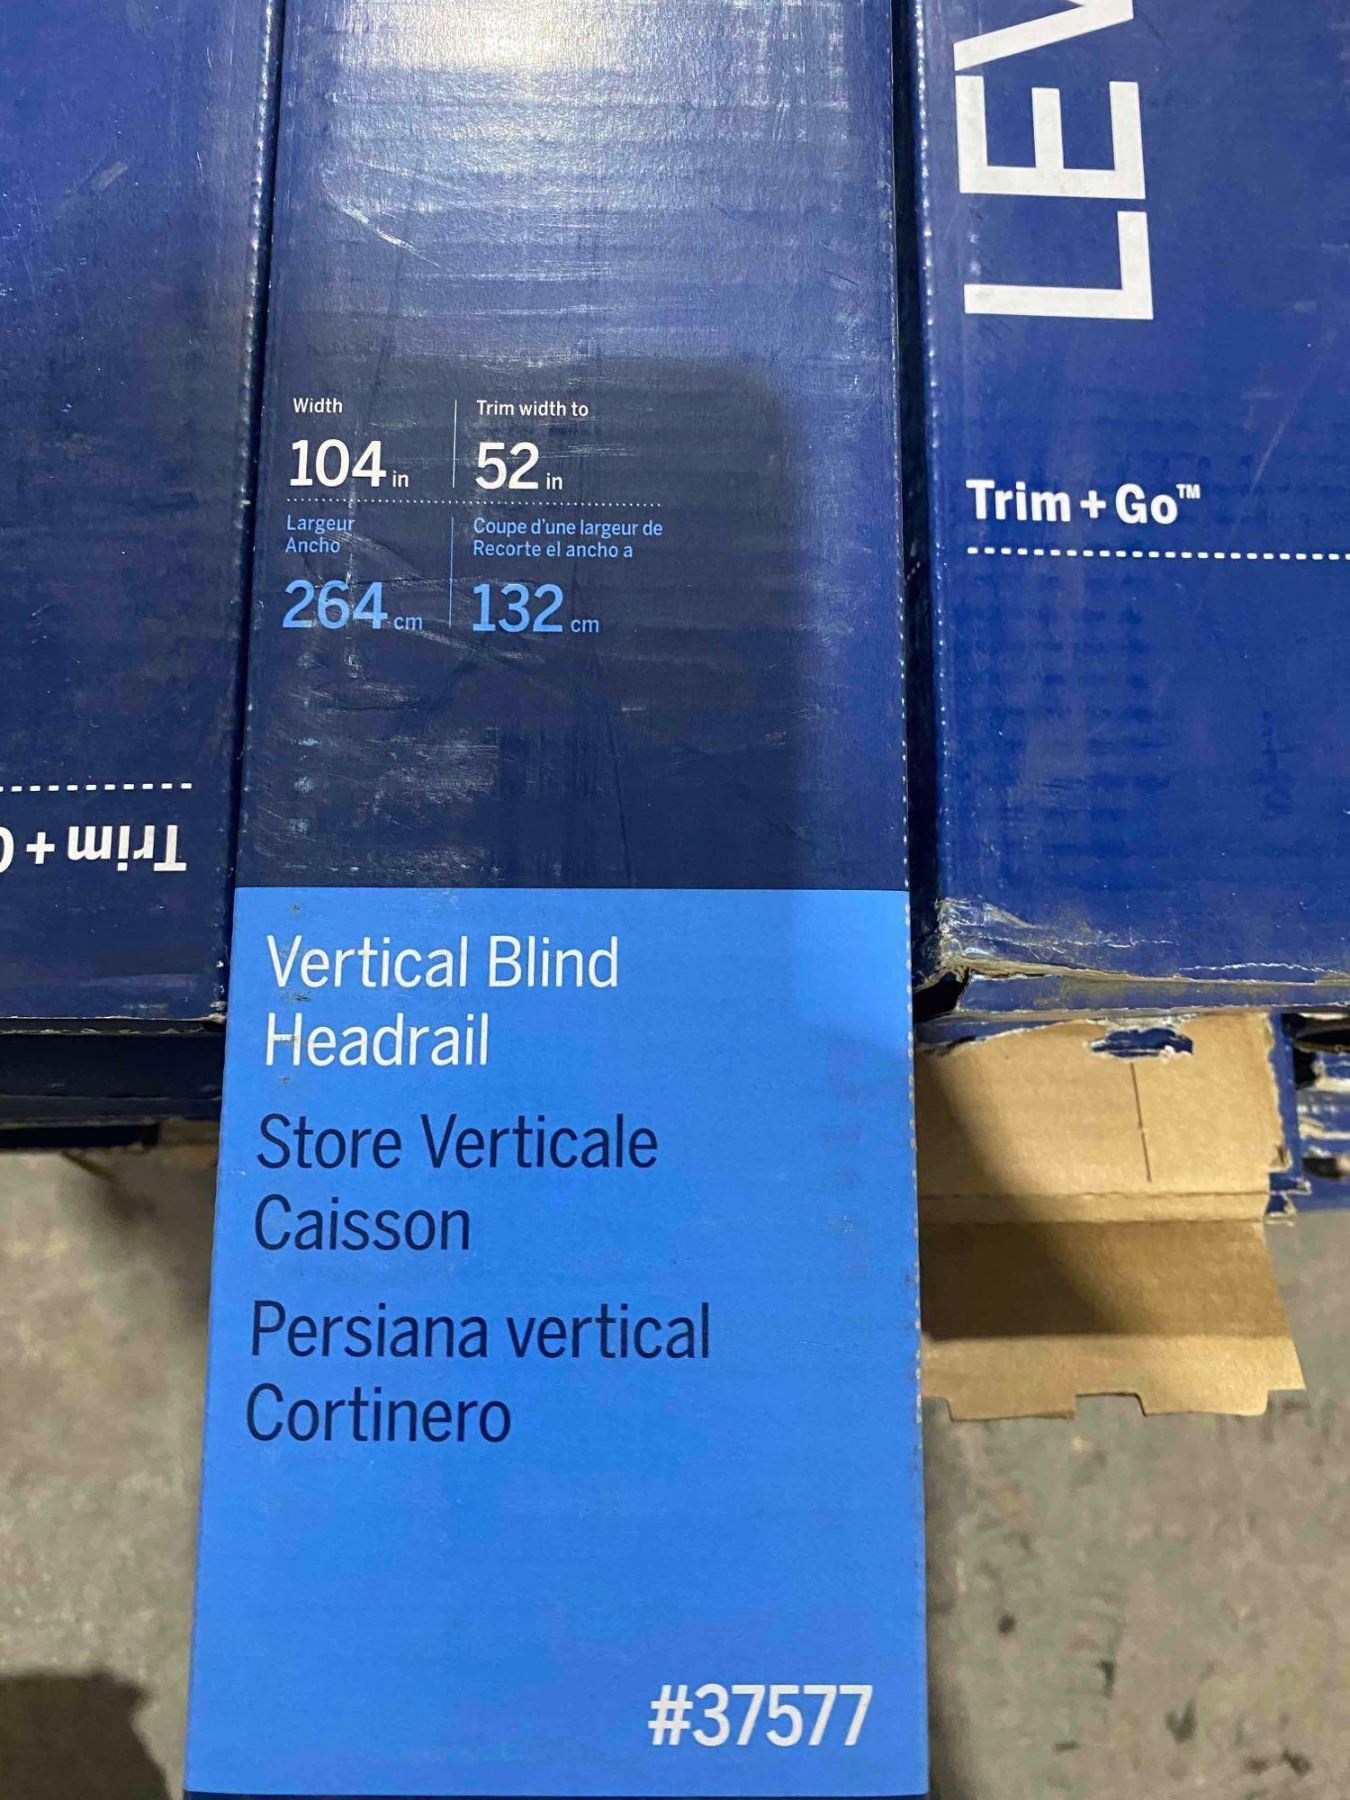 Width
104 in
Trim width to
52 in
Largeur
Ancho
264 cm
Coupe d'une largeur de
Recorte el ancho a
132 cm
Vertical Blind
Headrail
Store Verticale
Caisson
Persiana vertical
Cortinero
#37577
LEV
Trim + Go™
Trim +